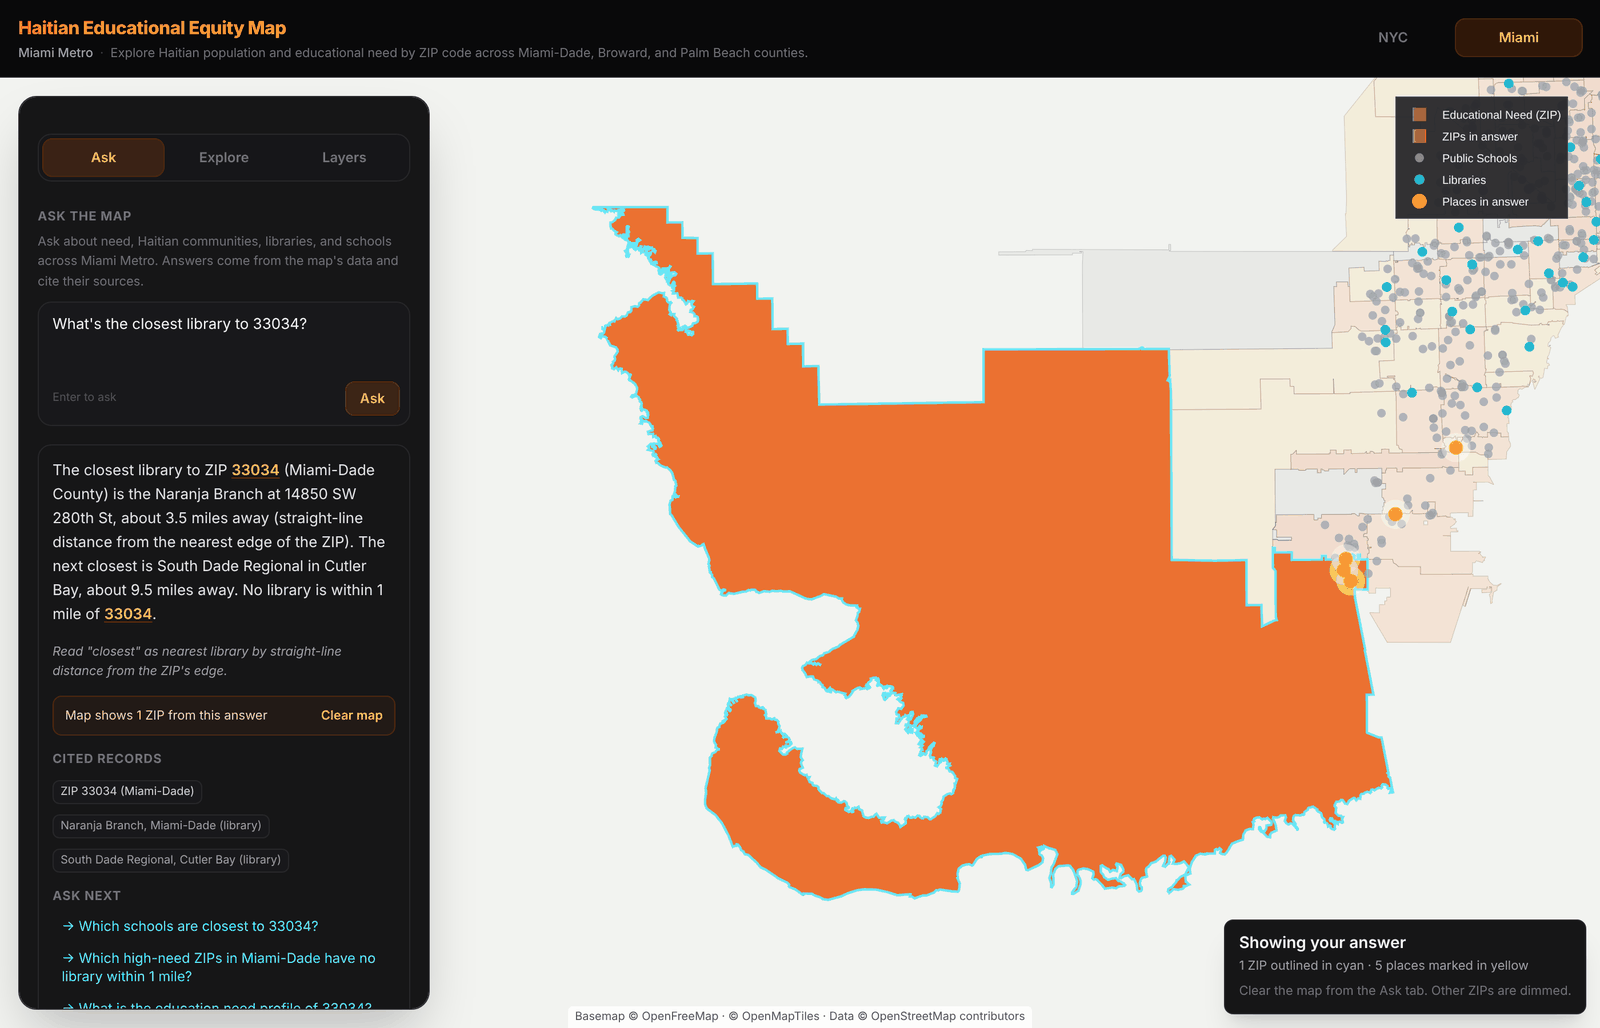 Haitian Educational Equity Map
Miami Metro · Explore Haitian population and educational need by ZIP code across Miami-Dade, Broward, and Palm Beach counties.
NYC
Miami
Ask
Explore
Layers
ASK THE MAP
Ask about need, Haitian communities, libraries, and schools
across Miami Metro. Answers come from the map's data and
cite their sources.
What's the closest library to 33034?
Enter to ask
Ask
The closest library to ZIP 33034 (Miami-Dade
County) is the Naranja Branch at 14850 SW
280th St, about 3.5 miles away (straight-line
distance from the nearest edge of the ZIP). The
next closest is South Dade Regional in Cutler
Bay, about 9.5 miles away. No library is within 1
mile of 33034.
Read "closest" as nearest library by straight-line
distance from the ZIP's edge.
Map shows 1 ZIP from this answer
Clear map
CITED RECORDS
ZIP 33034 (Miami-Dade)
Naranja Branch, Miami-Dade (library)
South Dade Regional, Cutler Bay (library)
ASK NEXT
→ Which schools are closest to 33034?
→ Which high-need ZIPs in Miami-Dade have no
library within 1 mile?
→ What is the education need profile of 33034?
Educational Need (ZIP)
ZIPs in answer
Public Schools
Libraries
Places in answer
Showing your answer
1 ZIP outlined in cyan · 5 places marked in yellow
Clear the map from the Ask tab. Other ZIPs are dimmed.
Basemap © OpenFreeMap · © OpenMapTiles · Data © OpenStreetMap contributors